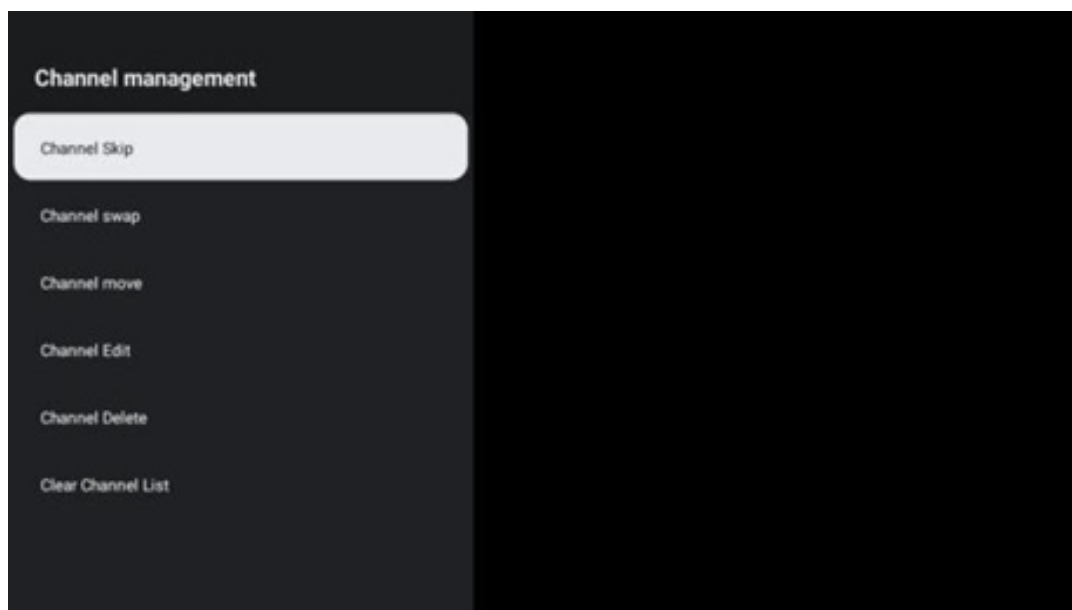 Channel management
Channel Skip
Channel swap
Channel move
Channel Edit
Channel Delete
Clear Channel List